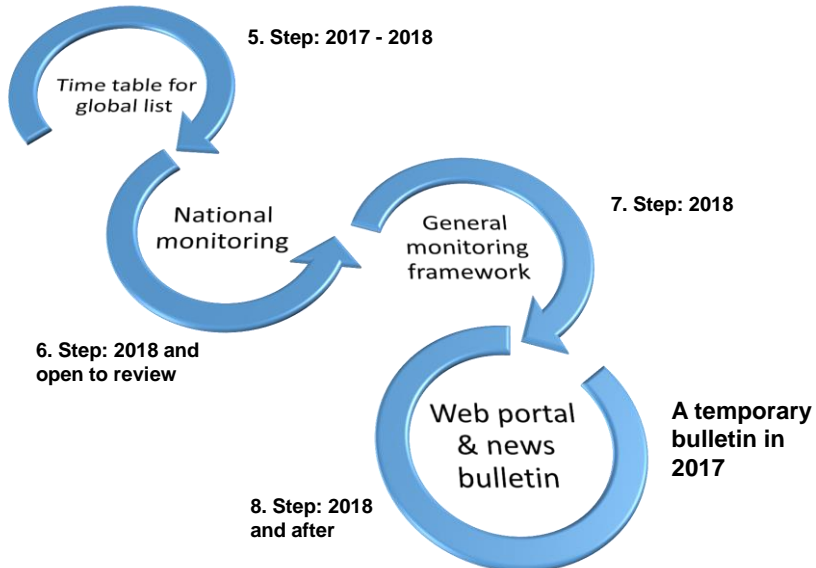 5. Step: 2017 - 2018
Time table for
global list
National
monitoring
General
monitoring
framework
7. Step: 2018
6. Step: 2018 and
open to review
Web portal
& news
bulletin
A temporary
bulletin in
2017
8. Step: 2018
and after